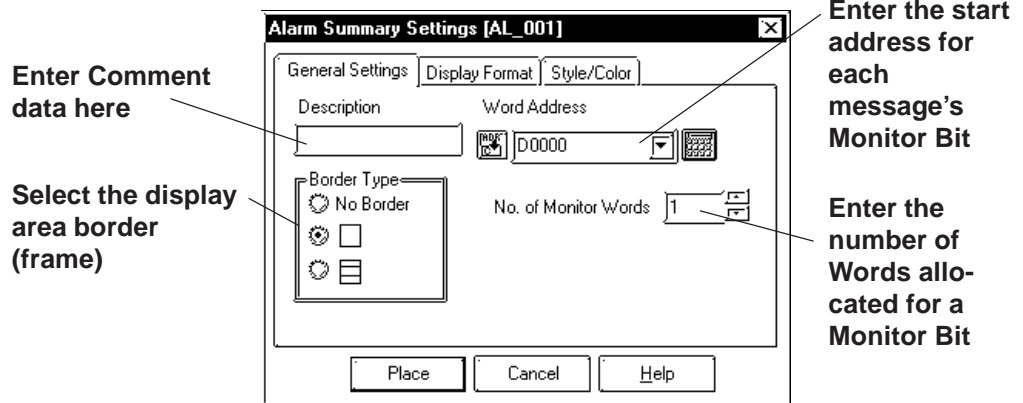 Alarm Summary Settings [AL_001]
General Settings
Display Format
Style/Color
Description
Word Address
D0000
Border Type
No Border
No. of Monitor Words
1
Place
Cancel
Help
Enter Comment
data here
Select the display
area border
(frame)
Enter the start
address for
each
message's
Monitor Bit
Enter the
number of
Words allo-
cated for a
Monitor Bit